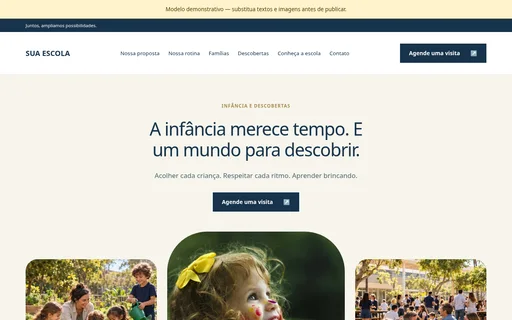 Modelo demonstrativo — substitua textos e imagens antes de publicar.
Juntos, ampliamos possibilidades.
SUA ESCOLA
Nossa proposta
Nossa rotina
Famílias
Descobertas
Conheça a escola
Contato
Agende uma visita
INFÂNCIA E DESCOBERTAS
A infância merece tempo. E
um mundo para descobrir.
Acolher cada criança. Respeitar cada ritmo. Aprender brincando.
Agende uma visita